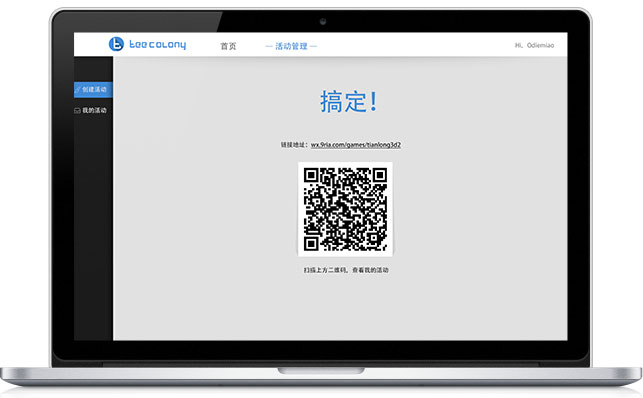 beecolony 首页 — 活动管理 — Hi, Odiemiao
创建活动
我的活动
搞定！
链接地址：wx.9ria.com/games/tianlong3d2
扫描上方二维码，查看我的活动